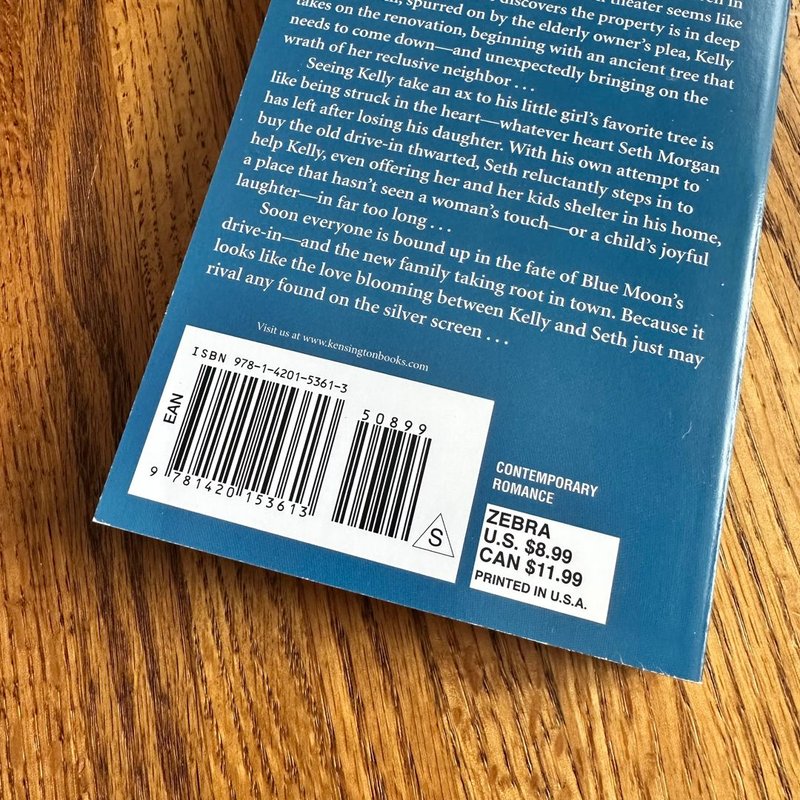 theater seems like
discovers the property is in deep
spurred on by the elderly owner's plea, Kelly
takes on the renovation, beginning with an ancient tree that
needs to come down—and unexpectedly bringing on the
wrath of her reclusive neighbor . . .
Seeing Kelly take an ax to his little girl's favorite tree is
like being struck in the heart—whatever heart Seth Morgan
has left after losing his daughter. With his own attempt to
buy the old drive-in thwarted, Seth reluctantly steps in to
help Kelly, even offering her and her kids shelter in his home,
a place that hasn't seen a woman's touch—or a child's joyful
laughter—in far too long . . .
Soon everyone is bound up in the fate of Blue Moon's
drive-in—and the new family taking root in town. Because it
looks like the love blooming between Kelly and Seth just may
rival any found on the silver screen . . .
Visit us at www.kensingtonbooks.com
ISBN 978-1-4201-5361-3
50899
EAN
9 781420 153613
S
CONTEMPORARY
ROMANCE
ZEBRA
U.S. $8.99
CAN $11.99
PRINTED IN U.S.A.